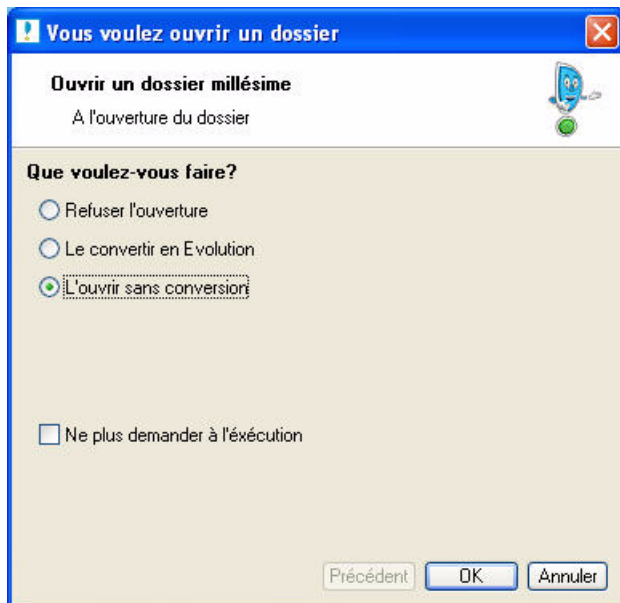 Vous voulez ouvrir un dossier
Ouvrir un dossier millésime
A l'ouverture du dossier
Que voulez-vous faire?
Refuser l'ouverture
Le convertir en Evolution
L'ouvrir sans conversion
Ne plus demander à l'éxécution
Précédent OK Annuler